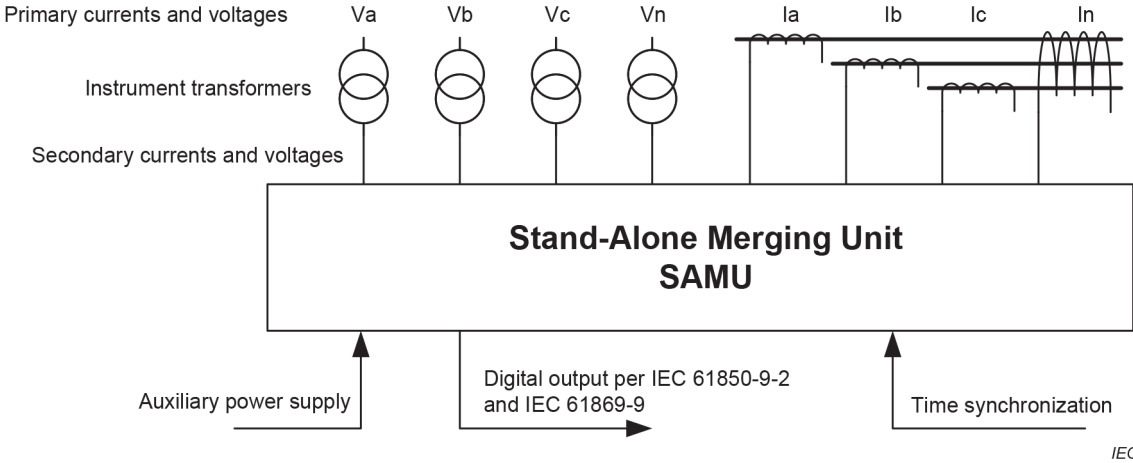 Primary currents and voltages Va Vb Vc Vn Ia Ib Ic In
Instrument transformers
Secondary currents and voltages
Stand-Alone Merging Unit
SAMU
Auxiliary power supply
Digital output per IEC 61850-9-2
and IEC 61869-9
Time synchronization
IEC